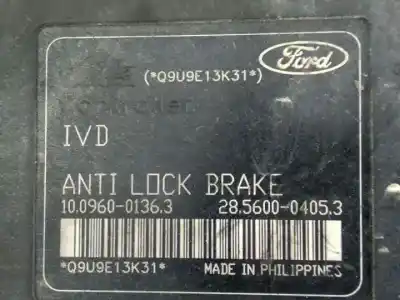 (*Q9U9E13K31*)
Ford
IVD
ANTI LOCK BRAKE
10.0960-0136.3 28.5600-0405.3
*Q9U9E13K31* MADE IN PHILIPPINES